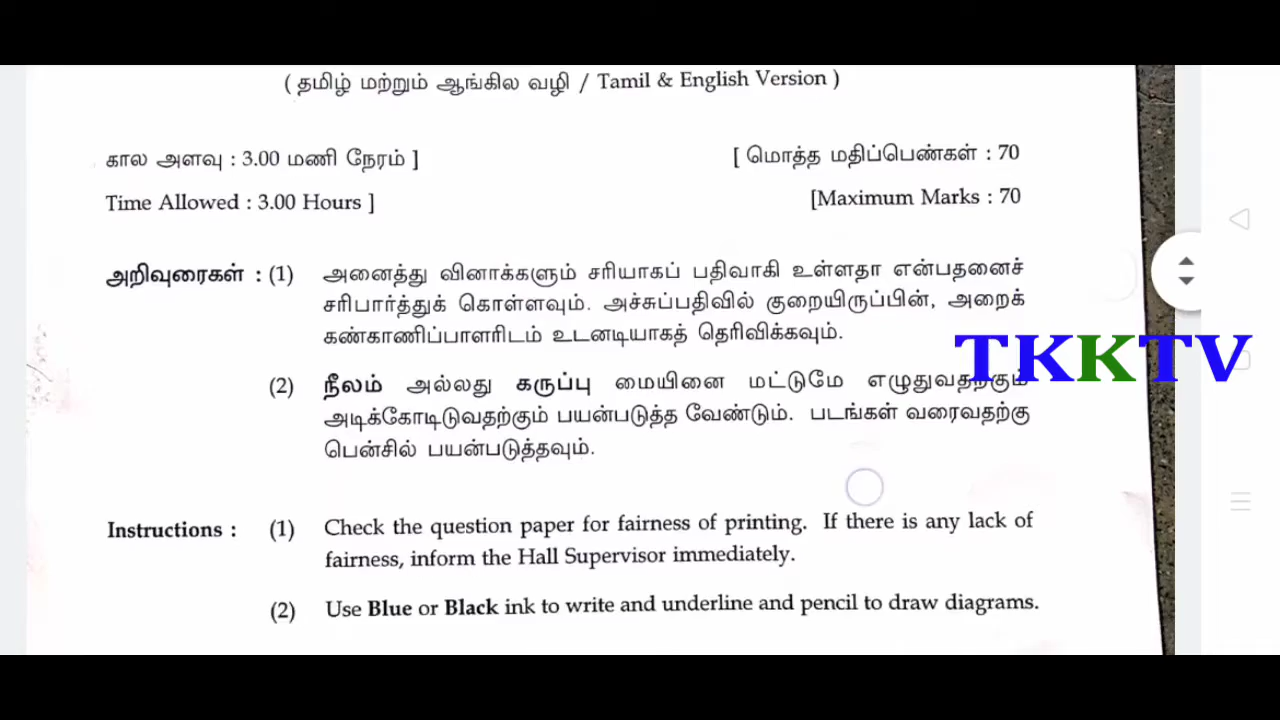 ( தமிழ் மற்றும் ஆங்கில வழி / Tamil & English Version )
கால அளவு : 3.00 மணி நேரம் ] [ மொத்த மதிப்பெண்கள் : 70
Time Allowed : 3.00 Hours ] [Maximum Marks : 70
அறிவுரைகள் : (1) அனைத்து வினாக்களும் சரியாகப் பதிவாகி உள்ளதா என்பதனைச்
சரிபார்த்துக் கொள்ளவும். அச்சுப்பதிவில் குறையிருப்பின், அறைக்
கண்காணிப்பாளரிடம் உடனடியாகத் தெரிவிக்கவும்.
TKKTV
(2) நீலம் அல்லது கருப்பு மையினை மட்டுமே எழுதுவதற்கும்
அடிக்கோடிடுவதற்கும் பயன்படுத்த வேண்டும். படங்கள் வரைவதற்கு
பென்சில் பயன்படுத்தவும்.
Instructions : (1) Check the question paper for fairness of printing. If there is any lack of
fairness, inform the Hall Supervisor immediately.
(2) Use Blue or Black ink to write and underline and pencil to draw diagrams.